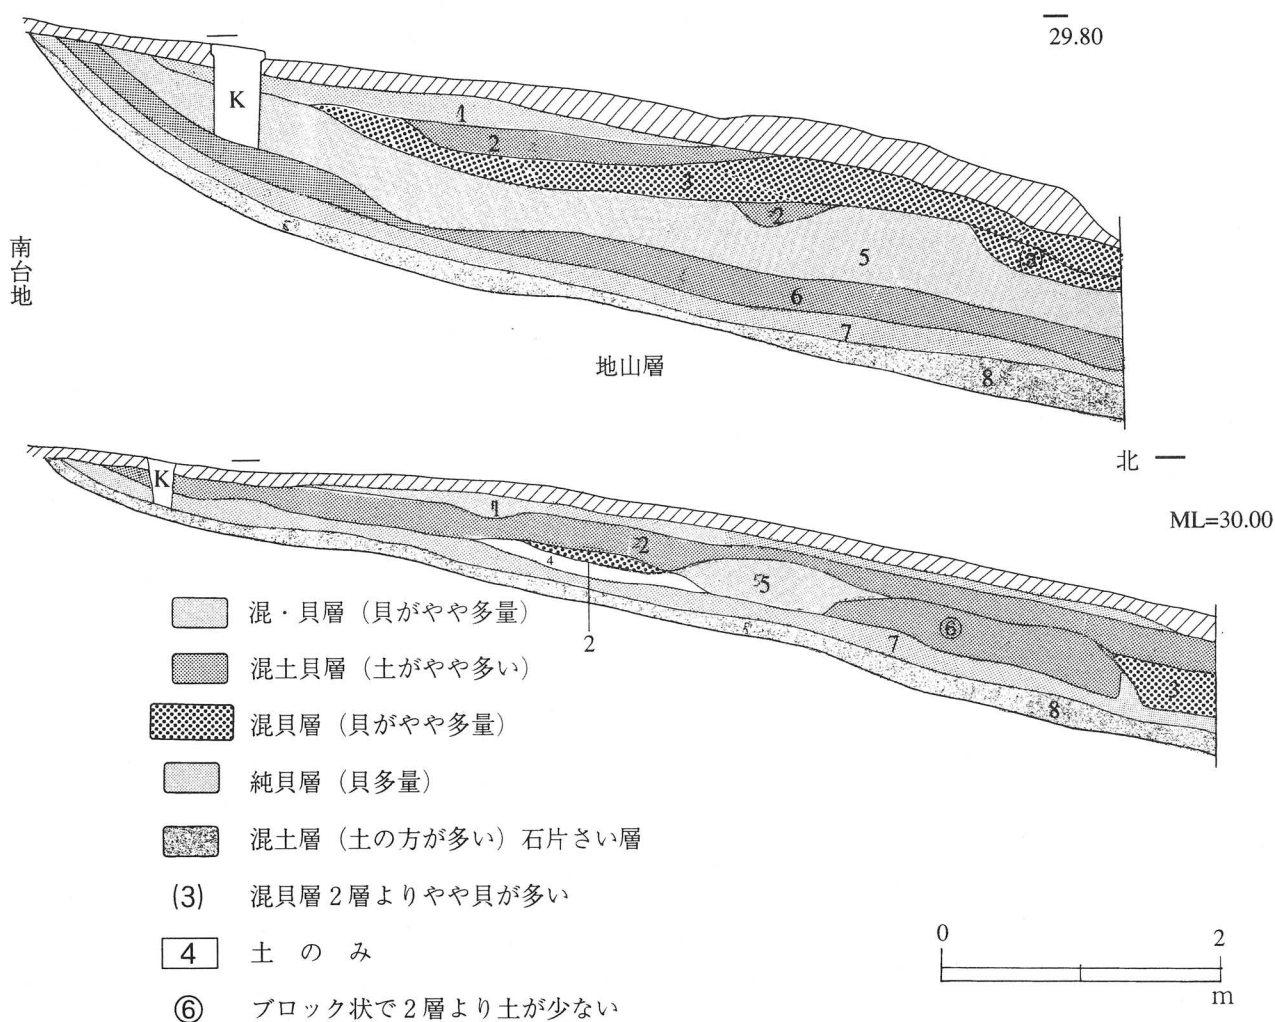 29.80
K
1
2
3
2
(3)
5
6
7
8
南台地
地山層
北
ML=30.00
K
1
2
4
5
2
⑥
7
3
8
混・貝層（貝がやや多量）
混土貝層（土がやや多い）
混貝層（貝がやや多量）
純貝層（貝多量）
混土層（土の方が多い）石片さい層
(3) 混貝層２層よりやや貝が多い
4 土のみ
⑥ ブロック状で２層より土が少ない
0 2
m